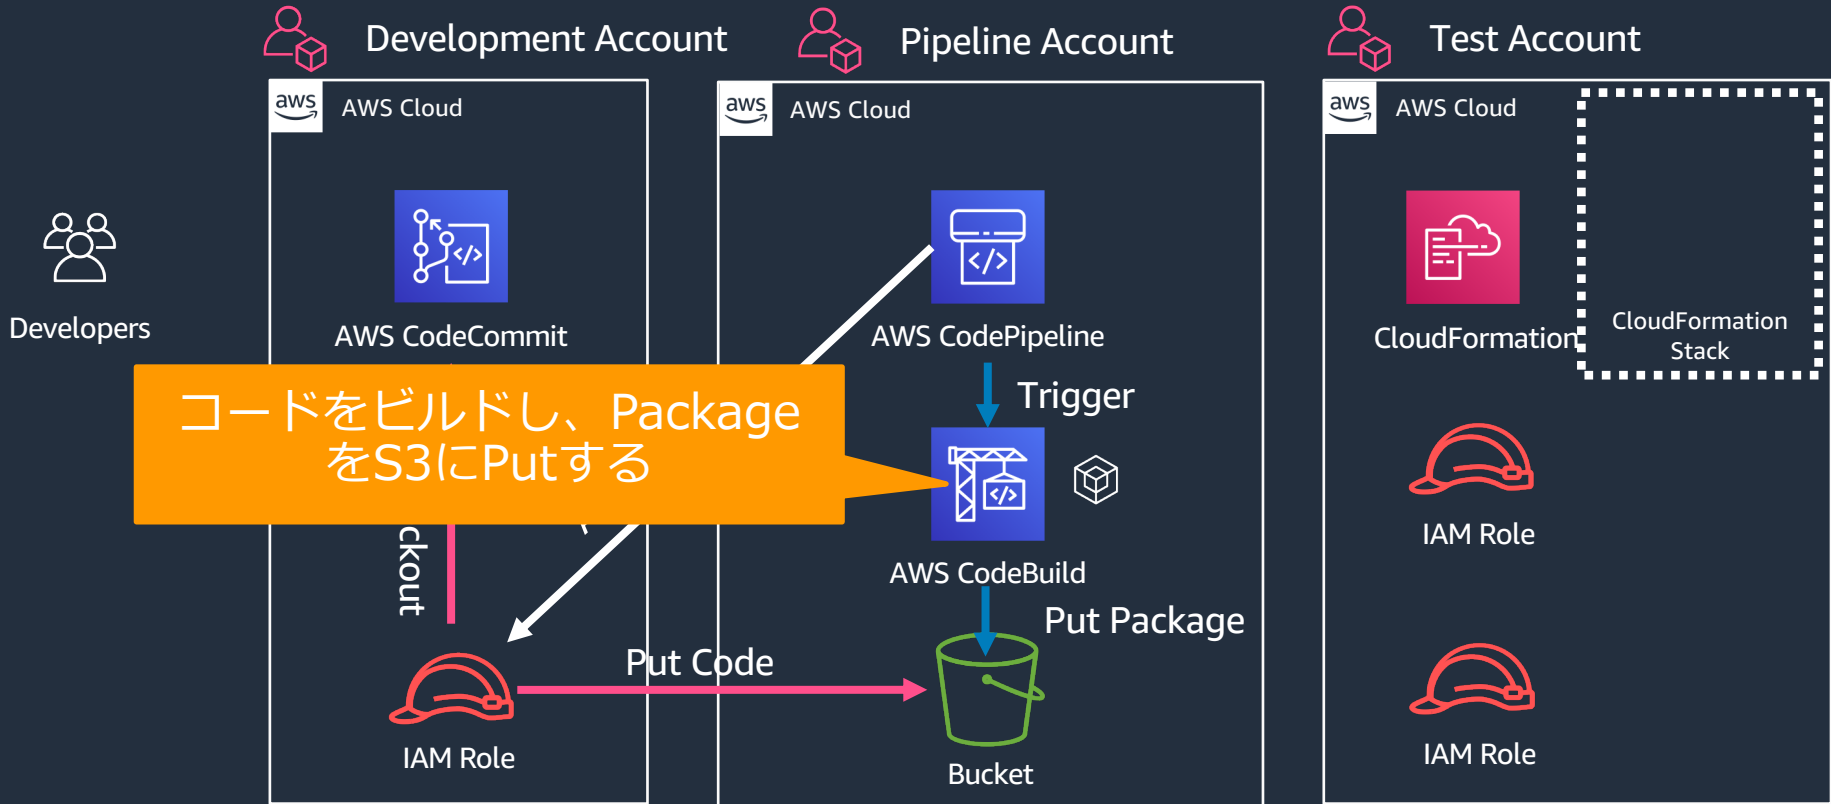 Development Account
Pipeline Account
Test Account
aws
AWS Cloud
aws
AWS Cloud
aws
AWS Cloud
Developers
AWS CodeCommit
AWS CodePipeline
CloudFormation
CloudFormation
Stack
コードをビルドし、Package
をS3にPutする
Trigger
ckout
AWS CodeBuild
IAM Role
Put Package
Put Code
IAM Role
Bucket
IAM Role